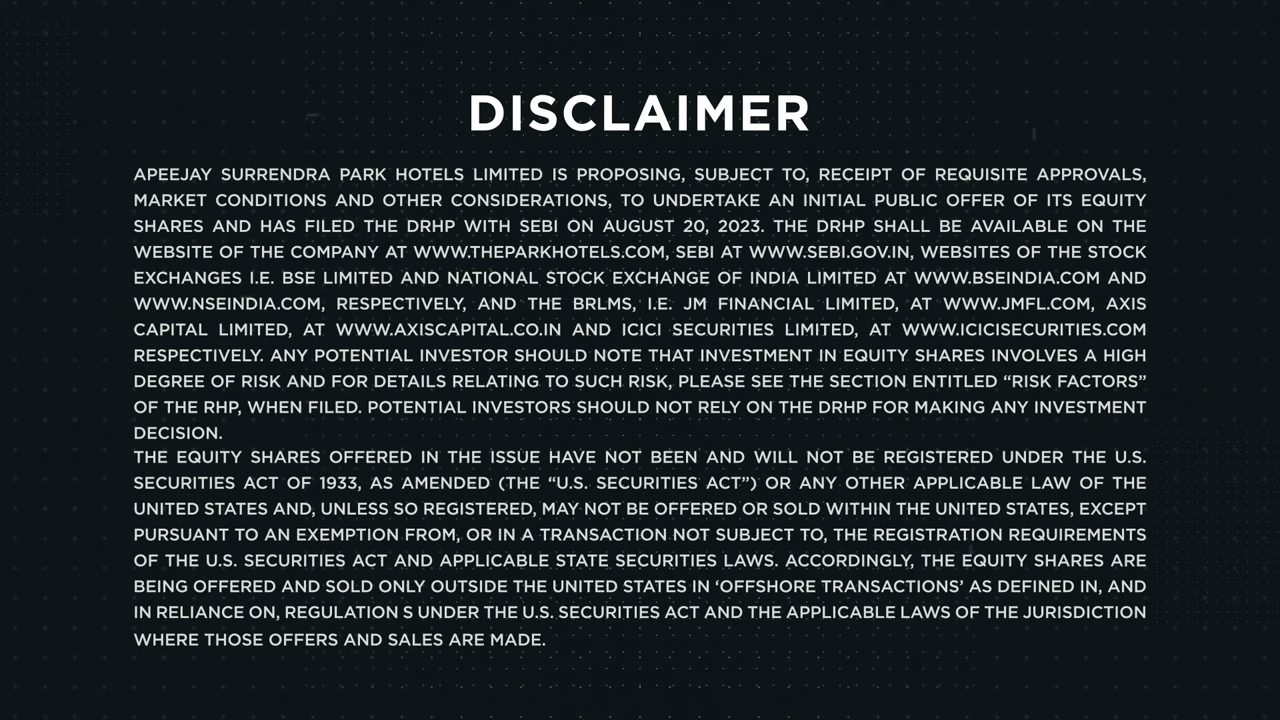 DISCLAIMER
APEEJAY SURRENDRA PARK HOTELS LIMITED IS PROPOSING, SUBJECT TO, RECEIPT OF REQUISITE APPROVALS,
MARKET CONDITIONS AND OTHER CONSIDERATIONS, TO UNDERTAKE AN INITIAL PUBLIC OFFER OF ITS EQUITY
SHARES AND HAS FILED THE DRHP WITH SEBI ON AUGUST 20, 2023. THE DRHP SHALL BE AVAILABLE ON THE
WEBSITE OF THE COMPANY AT WWW.THEPARKHOTELS.COM, SEBI AT WWW.SEBI.GOV.IN, WEBSITES OF THE STOCK
EXCHANGES I.E. BSE LIMITED AND NATIONAL STOCK EXCHANGE OF INDIA LIMITED AT WWW.BSEINDIA.COM AND
WWW.NSEINDIA.COM, RESPECTIVELY, AND THE BRLMS, I.E. JM FINANCIAL LIMITED, AT WWW.JMFL.COM, AXIS
CAPITAL LIMITED, AT WWW.AXISCAPITAL.CO.IN AND ICICI SECURITIES LIMITED, AT WWW.ICICISECURITIES.COM
RESPECTIVELY. ANY POTENTIAL INVESTOR SHOULD NOTE THAT INVESTMENT IN EQUITY SHARES INVOLVES A HIGH
DEGREE OF RISK AND FOR DETAILS RELATING TO SUCH RISK, PLEASE SEE THE SECTION ENTITLED “RISK FACTORS”
OF THE RHP, WHEN FILED. POTENTIAL INVESTORS SHOULD NOT RELY ON THE DRHP FOR MAKING ANY INVESTMENT
DECISION.
THE EQUITY SHARES OFFERED IN THE ISSUE HAVE NOT BEEN AND WILL NOT BE REGISTERED UNDER THE U.S.
SECURITIES ACT OF 1933, AS AMENDED (THE “U.S. SECURITIES ACT”) OR ANY OTHER APPLICABLE LAW OF THE
UNITED STATES AND, UNLESS SO REGISTERED, MAY NOT BE OFFERED OR SOLD WITHIN THE UNITED STATES, EXCEPT
PURSUANT TO AN EXEMPTION FROM, OR IN A TRANSACTION NOT SUBJECT TO, THE REGISTRATION REQUIREMENTS
OF THE U.S. SECURITIES ACT AND APPLICABLE STATE SECURITIES LAWS. ACCORDINGLY, THE EQUITY SHARES ARE
BEING OFFERED AND SOLD ONLY OUTSIDE THE UNITED STATES IN ‘OFFSHORE TRANSACTIONS’ AS DEFINED IN, AND
IN RELIANCE ON, REGULATION S UNDER THE U.S. SECURITIES ACT AND THE APPLICABLE LAWS OF THE JURISDICTION
WHERE THOSE OFFERS AND SALES ARE MADE.